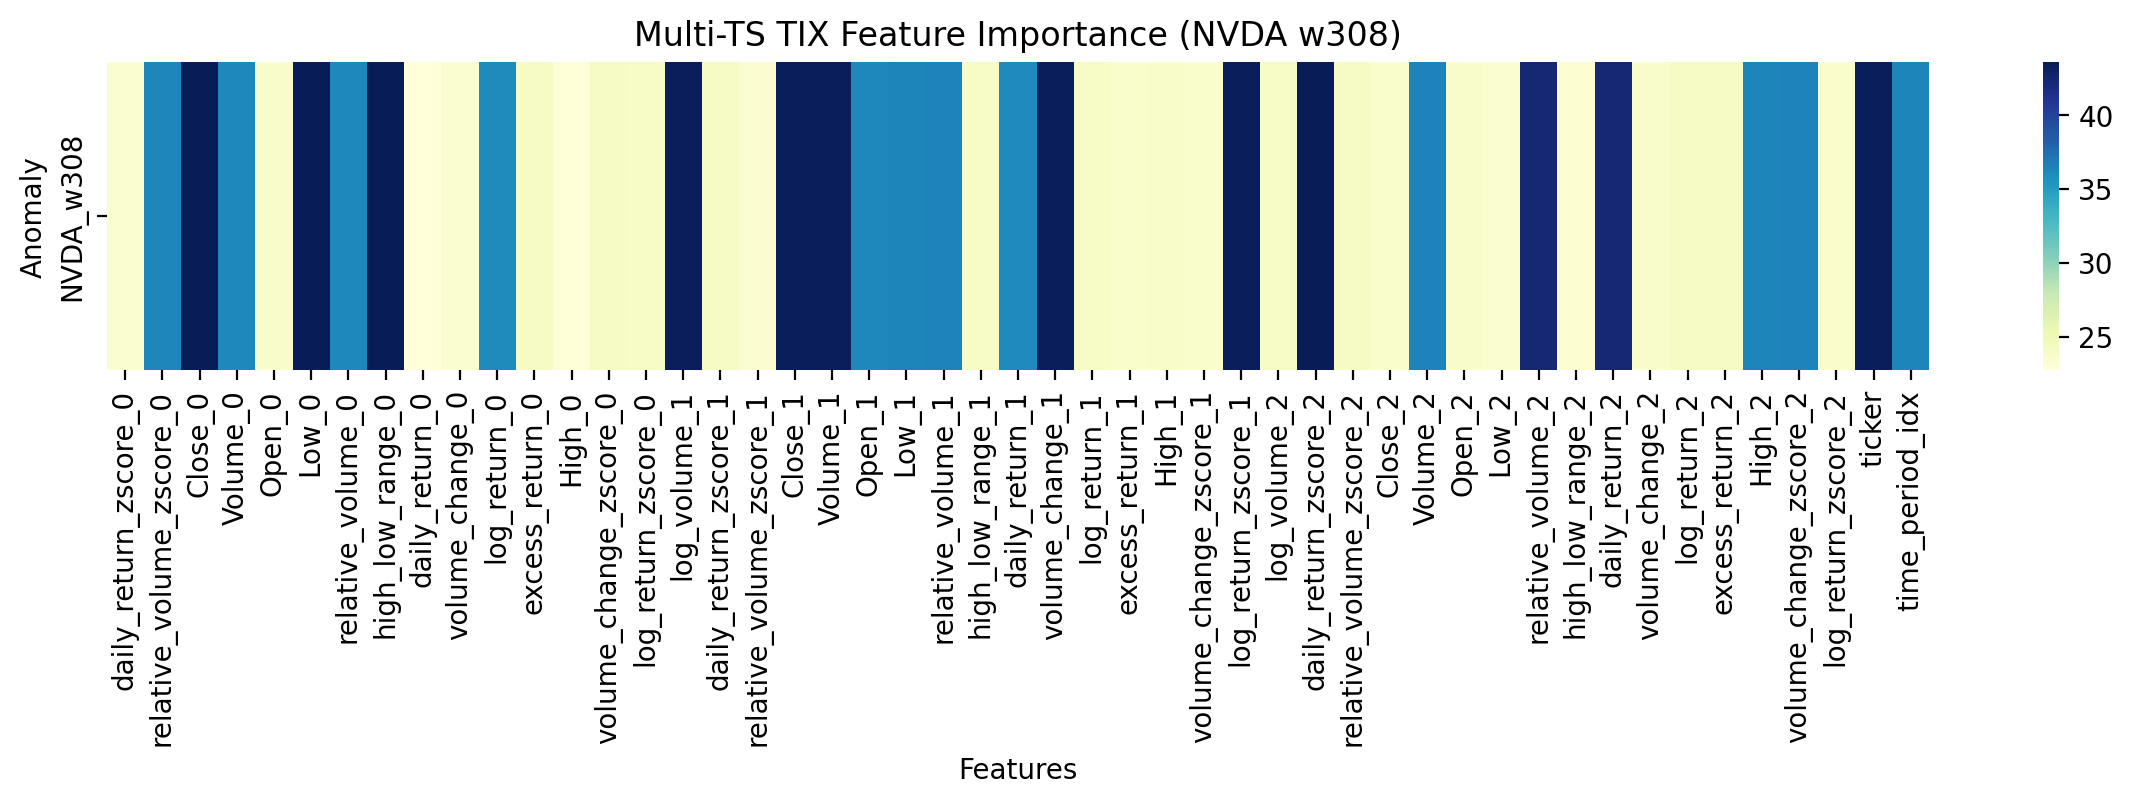 Multi-TS TIX Feature Importance (NVDA w308)
Anomaly
NVDA_w308
40
35
30
25
daily_return_zscore_0
relative_volume_zscore_0
Close_0
Volume_0
Open_0
Low_0
relative_volume_0
high_low_range_0
daily_return_0
volume_change_0
log_return_0
excess_return_0
High_0
volume_change_zscore_0
log_return_zscore_0
log_volume_1
daily_return_zscore_1
relative_volume_zscore_1
Close_1
Volume_1
Open_1
Low_1
relative_volume_1
high_low_range_1
daily_return_1
volume_change_1
log_return_1
excess_return_1
High_1
volume_change_zscore_1
log_return_zscore_1
log_volume_2
daily_return_zscore_2
relative_volume_zscore_2
Close_2
Volume_2
Open_2
Low_2
relative_volume_2
high_low_range_2
daily_return_2
volume_change_2
log_return_2
excess_return_2
High_2
volume_change_zscore_2
log_return_zscore_2
ticker
time_period_idx
Features